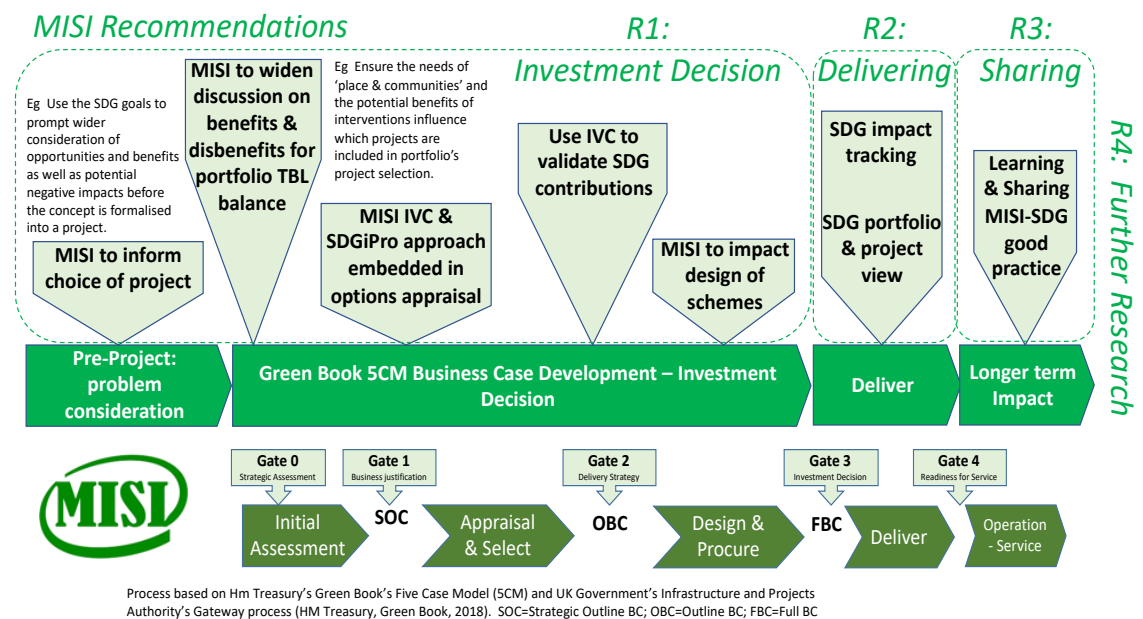 MISI Recommendations
R1:
Investment Decision
R2:
Delivering
R3:
Sharing
R4: Further Research
Eg Use the SDG goals to
prompt wider
consideration of
opportunities and benefits
as well as potential
negative impacts before
the concept is formalised
into a project.
MISI to inform
choice of project
MISI to widen
discussion on
benefits &
disbenefits for
portfolio TBL
balance
Eg Ensure the needs of
‘place & communities’ and
the potential benefits of
interventions influence
which projects are
included in portfolio’s
project selection.
MISI IVC &
SDGiPro approach
embedded in
options appraisal
Use IVC to
validate SDG
contributions
MISI to impact
design of
schemes
SDG impact
tracking
SDG portfolio
& project
view
Learning
& Sharing
MISI-SDG
good
practice
Pre-Project:
problem
consideration
Green Book 5CM Business Case Development – Investment
Decision
Deliver
Longer term
Impact
MISI
Gate 0
Strategic Assessment
Gate 1
Business justification
Gate 2
Delivery Strategy
Gate 3
Investment Decision
Gate 4
Readiness for Service
Initial
Assessment
SOC
Appraisal
& Select
OBC
Design &
Procure
FBC
Deliver
Operation
- Service
Process based on Hm Treasury’s Green Book’s Five Case Model (5CM) and UK Government’s Infrastructure and Projects
Authority’s Gateway process (HM Treasury, Green Book, 2018). SOC=Strategic Outline BC; OBC=Outline BC; FBC=Full BC